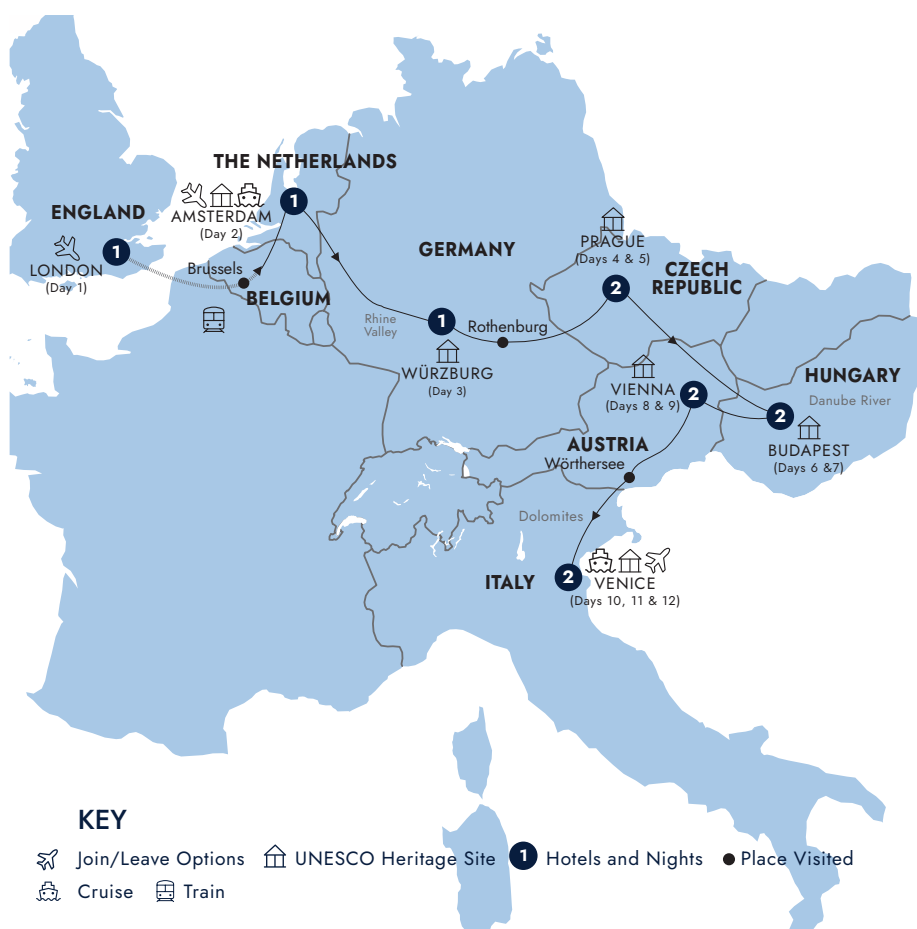 THE NETHERLANDS
1
AMSTERDAM
(Day 2)
ENGLAND
1
LONDON
(Day 1)
Brussels
BELGIUM
GERMANY
PRAGUE
(Days 4 & 5)
CZECH
REPUBLIC
2
Rhine
Valley
1
Rothenburg
WÜRZBURG
(Day 3)
VIENNA
(Days 8 & 9)
2
HUNGARY
Danube River
2
BUDAPEST
(Days 6 &7)
AUSTRIA
Wörthersee
Dolomites
ITALY
2
VENICE
(Days 10, 11 & 12)
KEY
Join/Leave Options
UNESCO Heritage Site
1
Hotels and Nights
Place Visited
Cruise
Train